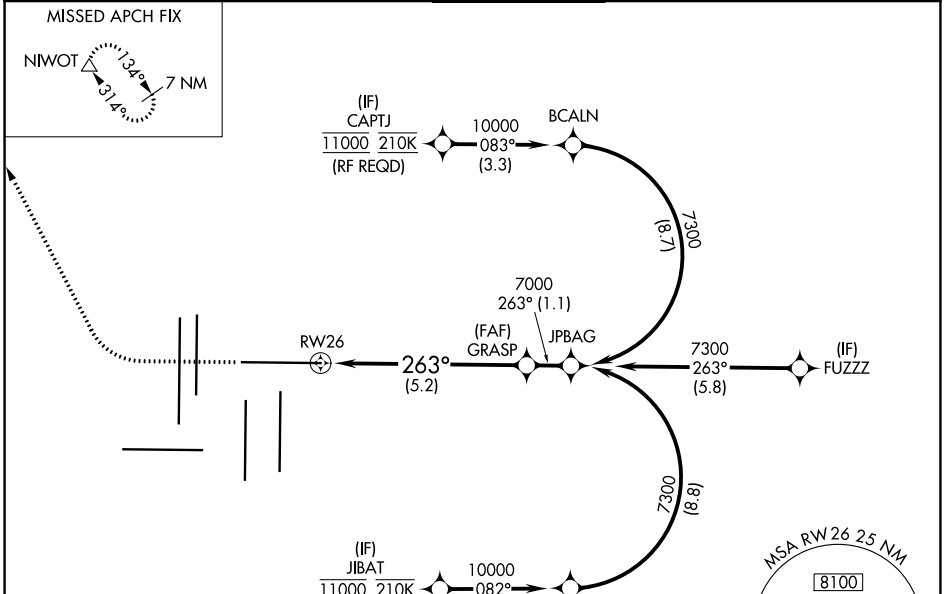 MISSED APCH FIX
NIWOT
134°
7 NM
314°
(IF)
CAPTJ
11000 210K
(RF REQD)
10000
083°
(3.3)
BCALN
7300
(8.7)
7000
263° (1.1)
(FAF)
GRASP
JPBAG
RW26
263°
(5.2)
7300
263°
(5.8)
(IF)
FUZZZ
7300
(8.8)
(IF)
JIBAT
11000 210K
10000
082°
MSA RW26 25 NM
8100